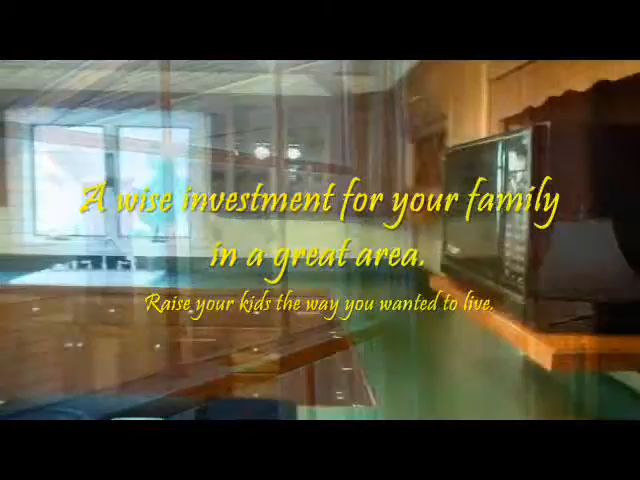 A wise investment for your family
in a great area.
Raise your kids the way you wanted to live.